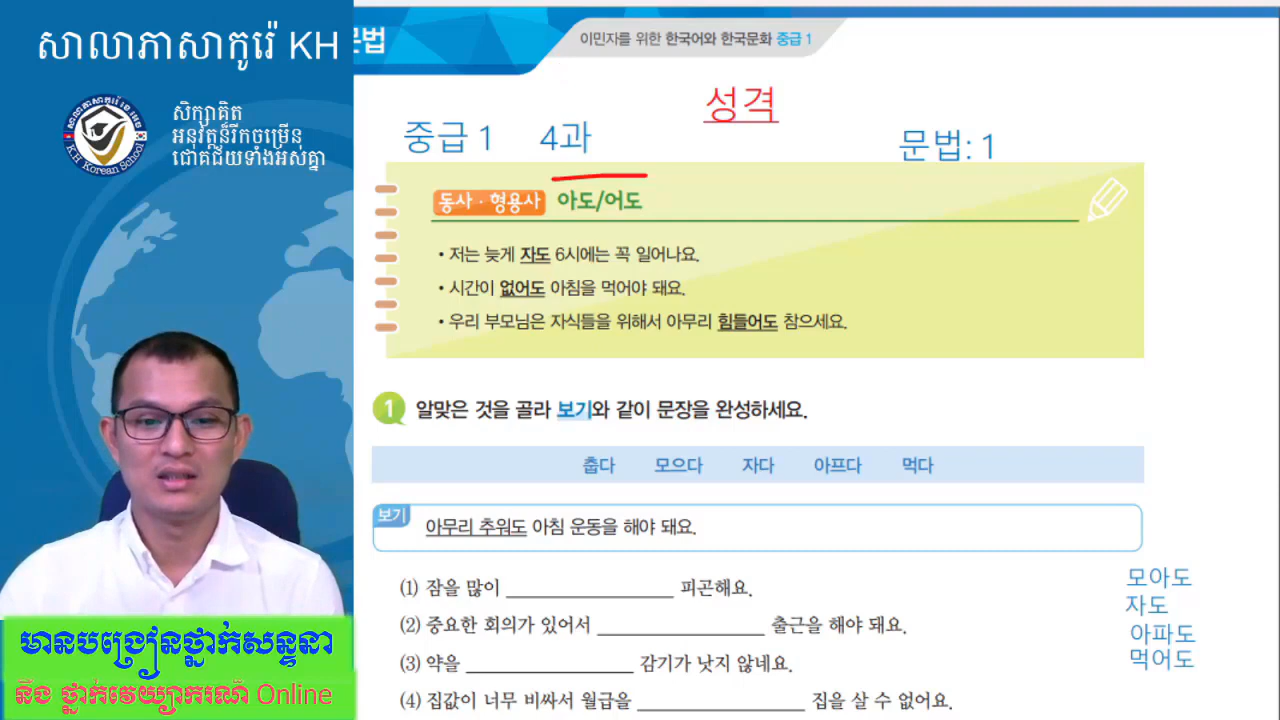 សាលាភាសាកូរ៉េ KH
សិក្សាគិត
អនុវត្តន៍រីកចម្រើន
ជោគជ័យទាំងអស់គ្នា
KH Korean School
មានបង្រៀនថ្នាក់សន្ទនា
និង ថ្នាក់វេយ្យាករណ៍ Online
문법
이민자를 위한 한국어와 한국문화 중급 1
성격
중급 1 4과 문법: 1
동사 · 형용사 아도/어도
• 저는 늦게 자도 6시에는 꼭 일어나요.
• 시간이 없어도 아침을 먹어야 돼요.
• 우리 부모님은 자식들을 위해서 아무리 힘들어도 참으세요.
1 알맞은 것을 골라 보기와 같이 문장을 완성하세요.
춥다 모으다 자다 아프다 먹다
보기
아무리 추워도 아침 운동을 해야 돼요.
(1) 잠을 많이 ____________ 피곤해요.
(2) 중요한 회의가 있어서 ____________ 출근을 해야 돼요.
(3) 약을 ____________ 감기가 낫지 않네요.
(4) 집값이 너무 비싸서 월급을 ____________ 집을 살 수 없어요.
모아도
자도
아파도
먹어도